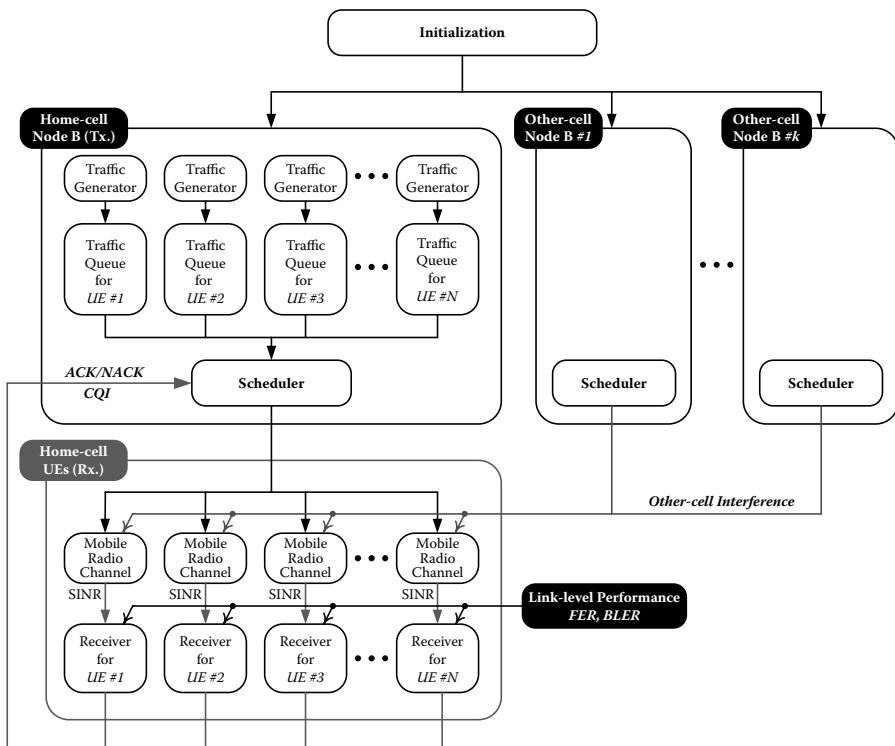 Initialization
Home-cell
Node B (Tx.)
Other-cell
Node B #1
Other-cell
Node B #k
Traffic
Generator
Traffic
Generator
Traffic
Generator
Traffic
Generator
Traffic
Queue
for
UE #1
Traffic
Queue
for
UE #2
Traffic
Queue
for
UE #3
Traffic
Queue
for
UE #N
ACK/NACK
CQI
Scheduler
Scheduler
Scheduler
Home-cell
UEs (Rx.)
Other-cell Interference
Mobile
Radio
Channel
Mobile
Radio
Channel
Mobile
Radio
Channel
Mobile
Radio
Channel
SINR
SINR
SINR
SINR
Link-level Performance
FER, BLER
Receiver
for
UE #1
Receiver
for
UE #2
Receiver
for
UE #3
Receiver
for
UE #N